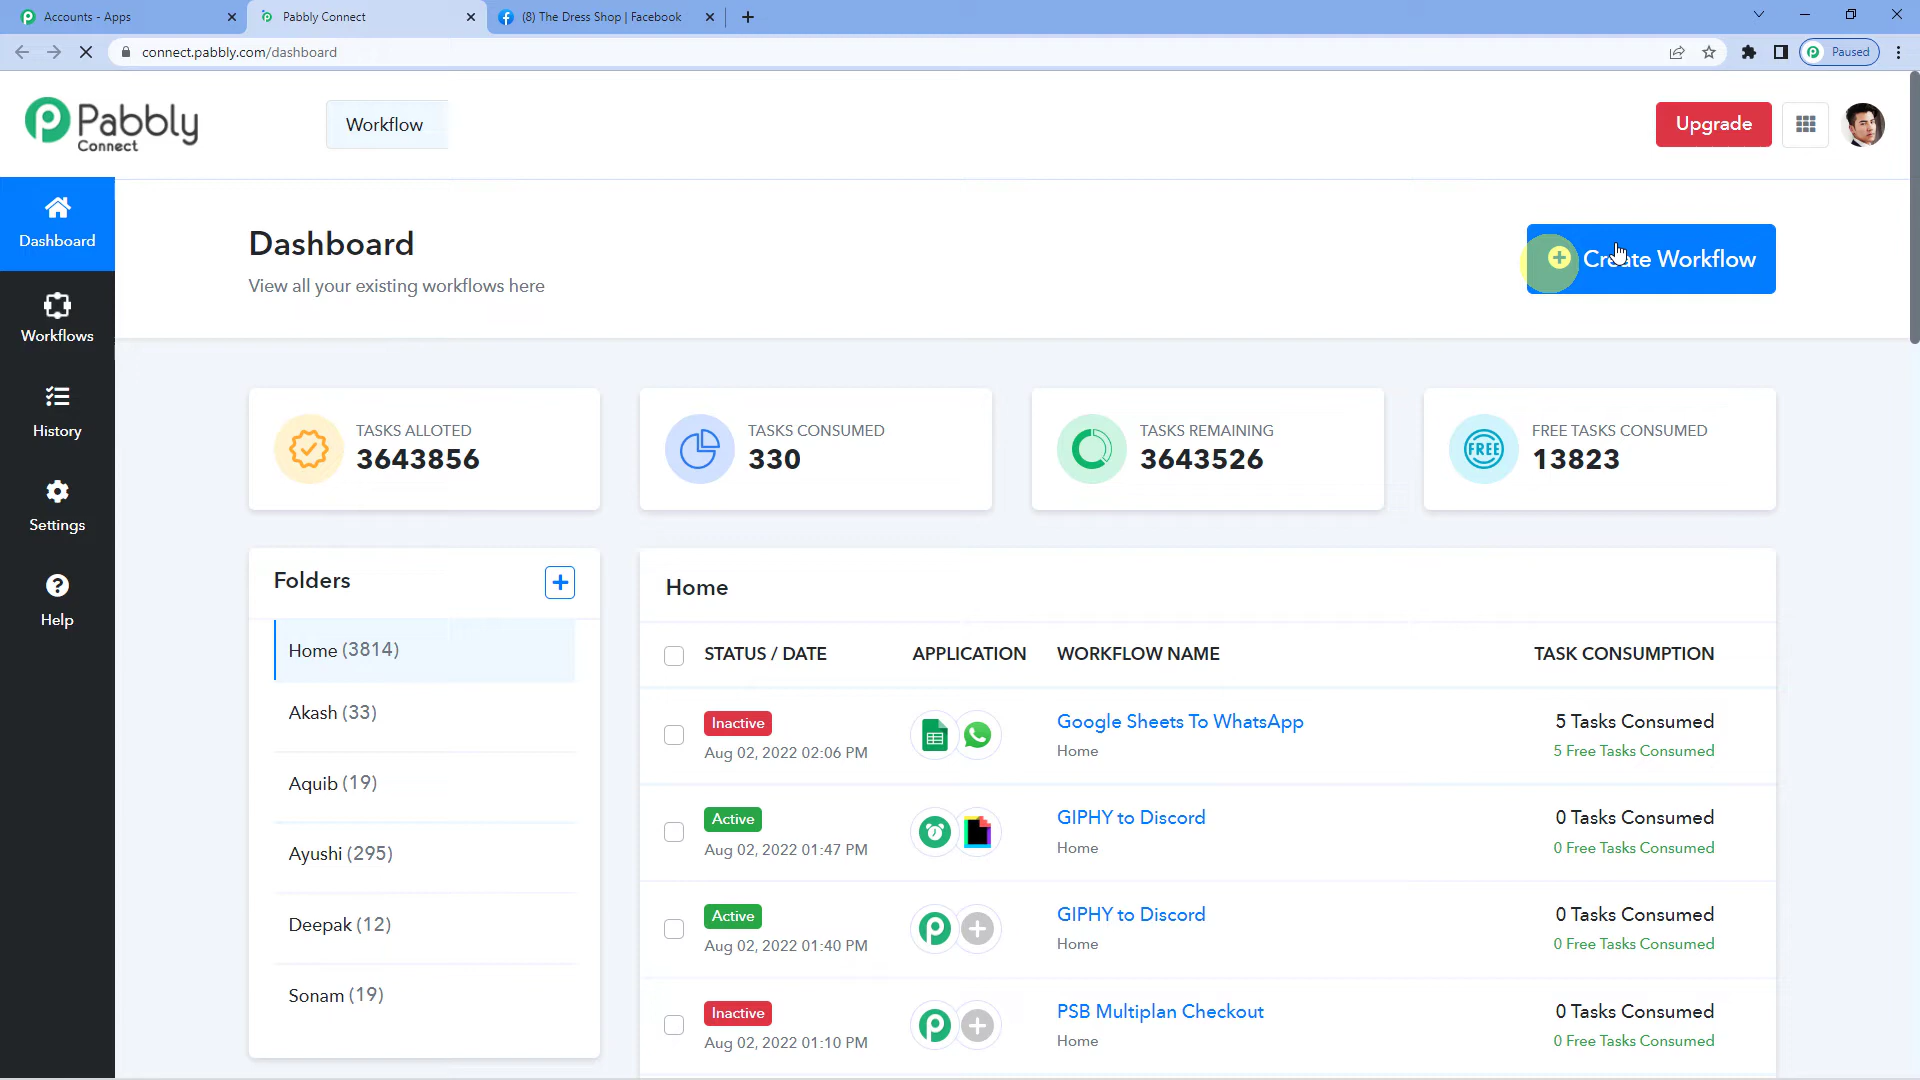 Accounts - Apps
Pabbly Connect
(8) The Dress Shop | Facebook
connect.pabbly.com/dashboard
Paused
Pabbly
Connect
Workflow
Upgrade
Dashboard
Workflows
History
Settings
Help
Dashboard
View all your existing workflows here
Create Workflow
TASKS ALLOTED
3643856
TASKS CONSUMED
330
TASKS REMAINING
3643526
FREE
FREE TASKS CONSUMED
13823
Folders
Home (3814)
Akash (33)
Aquib (19)
Ayushi (295)
Deepak (12)
Sonam (19)
Home
STATUS / DATE APPLICATION WORKFLOW NAME TASK CONSUMPTION
Inactive Google Sheets To WhatsApp 5 Tasks Consumed
Aug 02, 2022 02:06 PM Home 5 Free Tasks Consumed
Active GIPHY to Discord 0 Tasks Consumed
Aug 02, 2022 01:47 PM Home 0 Free Tasks Consumed
Active GIPHY to Discord 0 Tasks Consumed
Aug 02, 2022 01:40 PM Home 0 Free Tasks Consumed
Inactive PSB Multiplan Checkout 0 Tasks Consumed
Aug 02, 2022 01:10 PM Home 0 Free Tasks Consumed